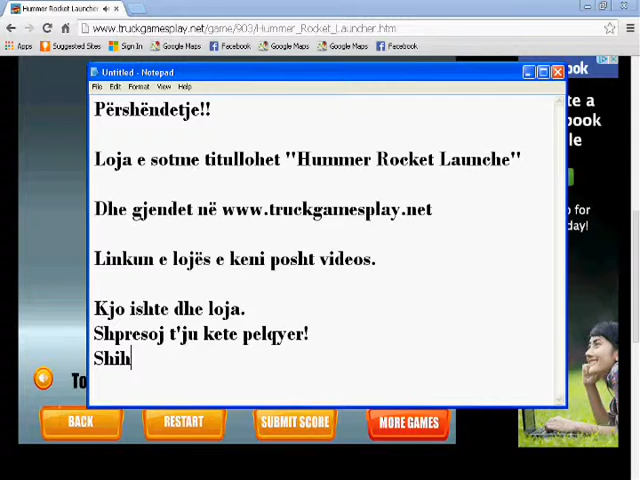 Hummer Rocket Launcher
www.truckgamesplay.net/game/903/Hummer_Rocket_Launcher.htm
Apps Suggested Sites Sign In Google Maps Facebook Google Maps Google Maps Facebook
Untitled - Notepad
File Edit Format View Help
Përshëndetje!!
Loja e sotme titullohet "Hummer Rocket Launche"
Dhe gjendet në www.truckgamesplay.net
Linkun e lojës e keni posht videos.
Kjo ishte dhe loja.
Shpresoj t'ju kete pelqyer!
Shih
BACK
RESTART
SUBMIT SCORE
MORE GAMES